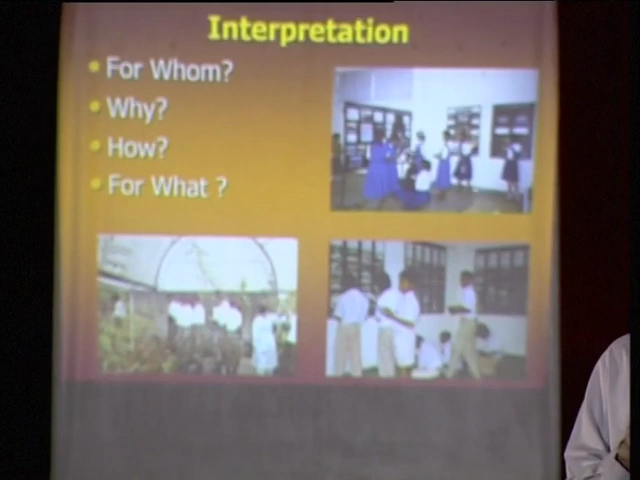 Interpretation
• For Whom?
• Why?
• How?
• For What ?